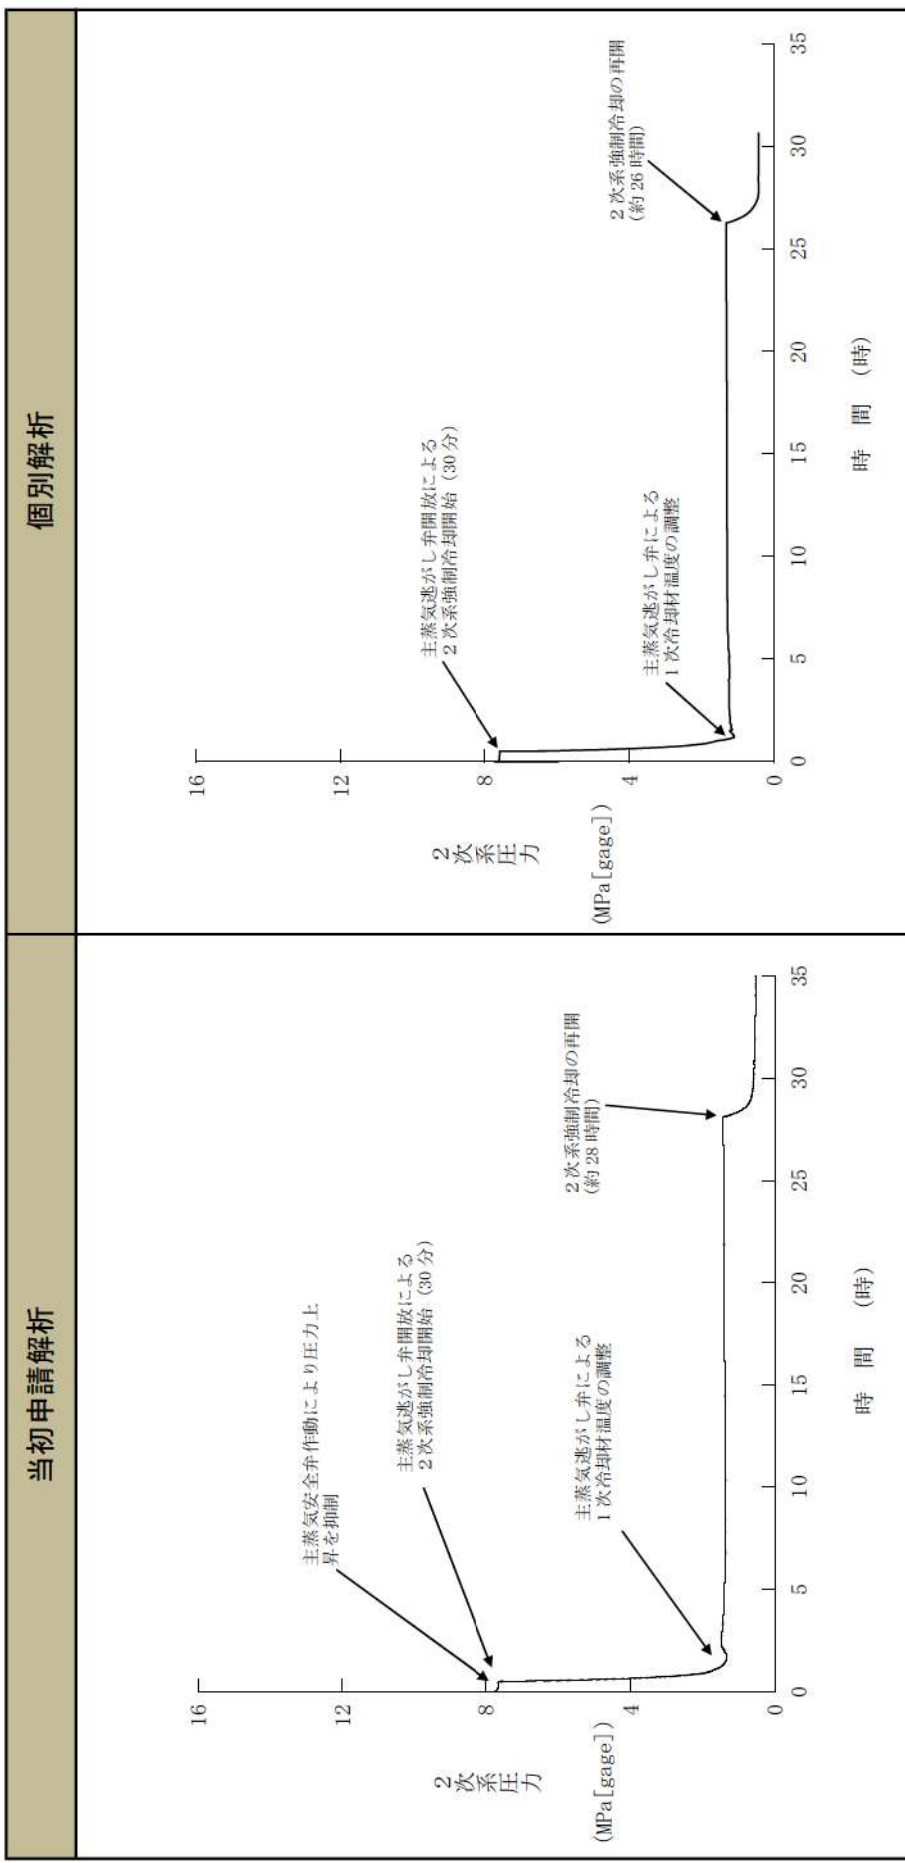 当初申請解析
16
12
8
4
0
2次系圧力
(MPa[gage])
主蒸気安全弁作動により圧力上
昇を抑制
主蒸気逃がし弁開放による
2次系強制冷却開始（30分）
主蒸気逃がし弁による
1次冷却材温度の調整
2次系強制冷却の再開
（約28時間）
0
5
10
15
20
25
30
35
時 間 （時）
個別解析
16
12
8
4
0
2次系圧力
(MPa[gage])
主蒸気逃がし弁開放による
2次系強制冷却開始（30分）
主蒸気逃がし弁による
1次冷却材温度の調整
2次系強制冷却の再開
（約26時間）
0
5
10
15
20
25
30
35
時 間 （時）